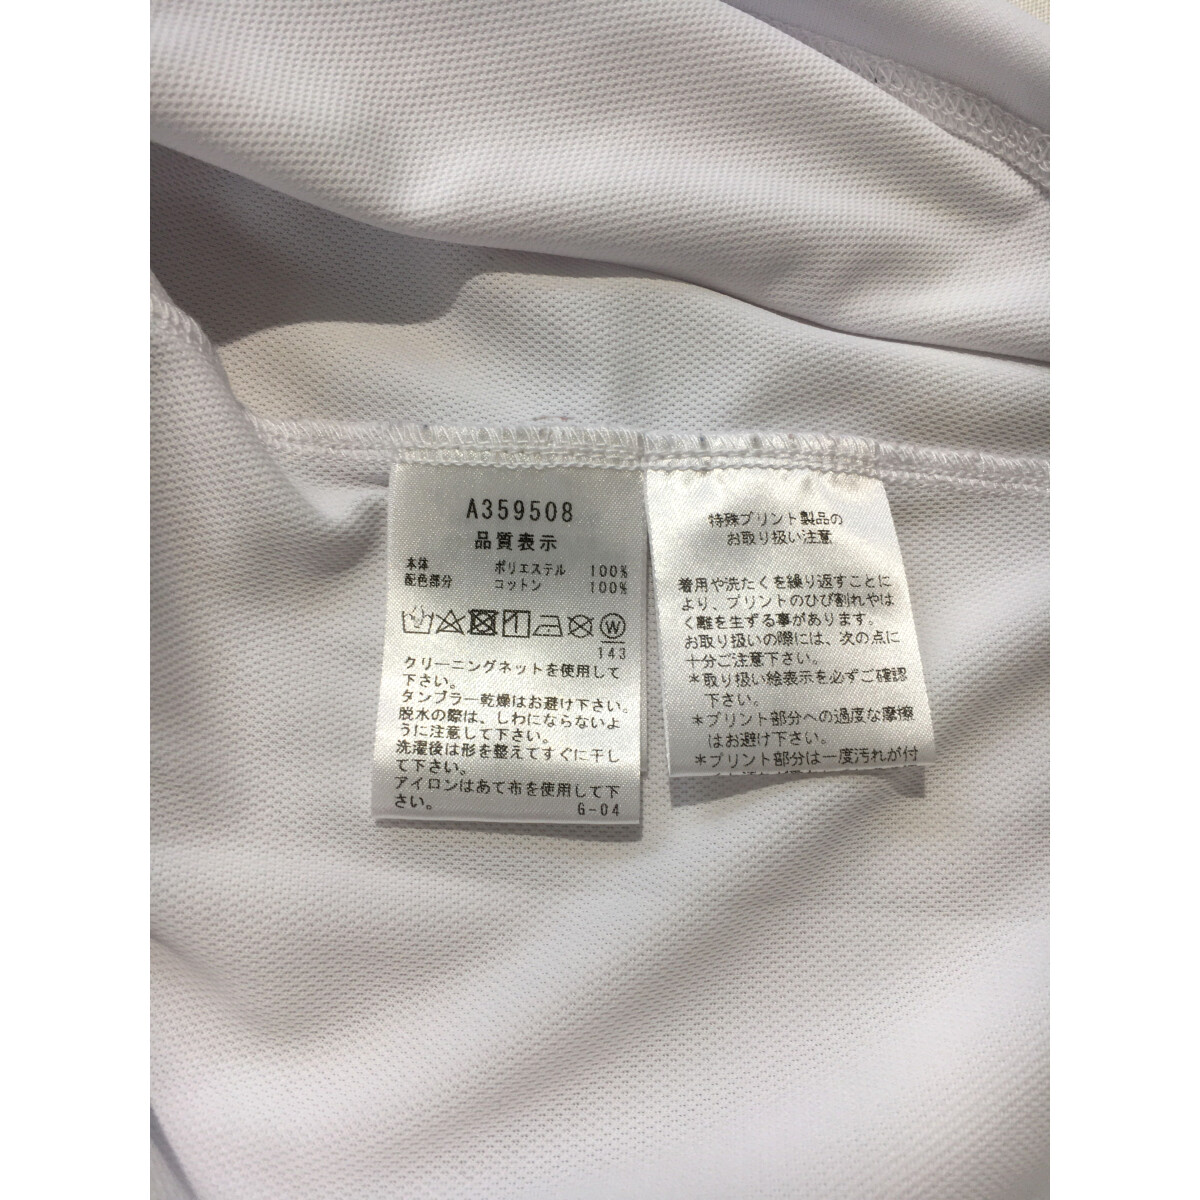 A359508
品質表示
本体 ポリエステル 100%
配色部分 コットン 100%
W
143
クリーニングネットを使用して
下さい。
タンブラー乾燥はお避け下さい。
脱水の際は、しわにならないよ
うに注意して下さい。
洗濯後は形を整えてすぐに干し
て下さい。
アイロンはあて布を使用して下
さい。 G-04
特殊プリント製品の
お取り扱い注意
着用や洗たくを繰り返すことに
より、プリントのひび割れやは
く離を生ずる事があります。
お取り扱いの際には、次の点に
十分ご注意下さい。
*取り扱い絵表示を必ずご確認
下さい。
*プリント部分への過度な摩擦
はお避け下さい。
*プリント部分は一度汚れが付